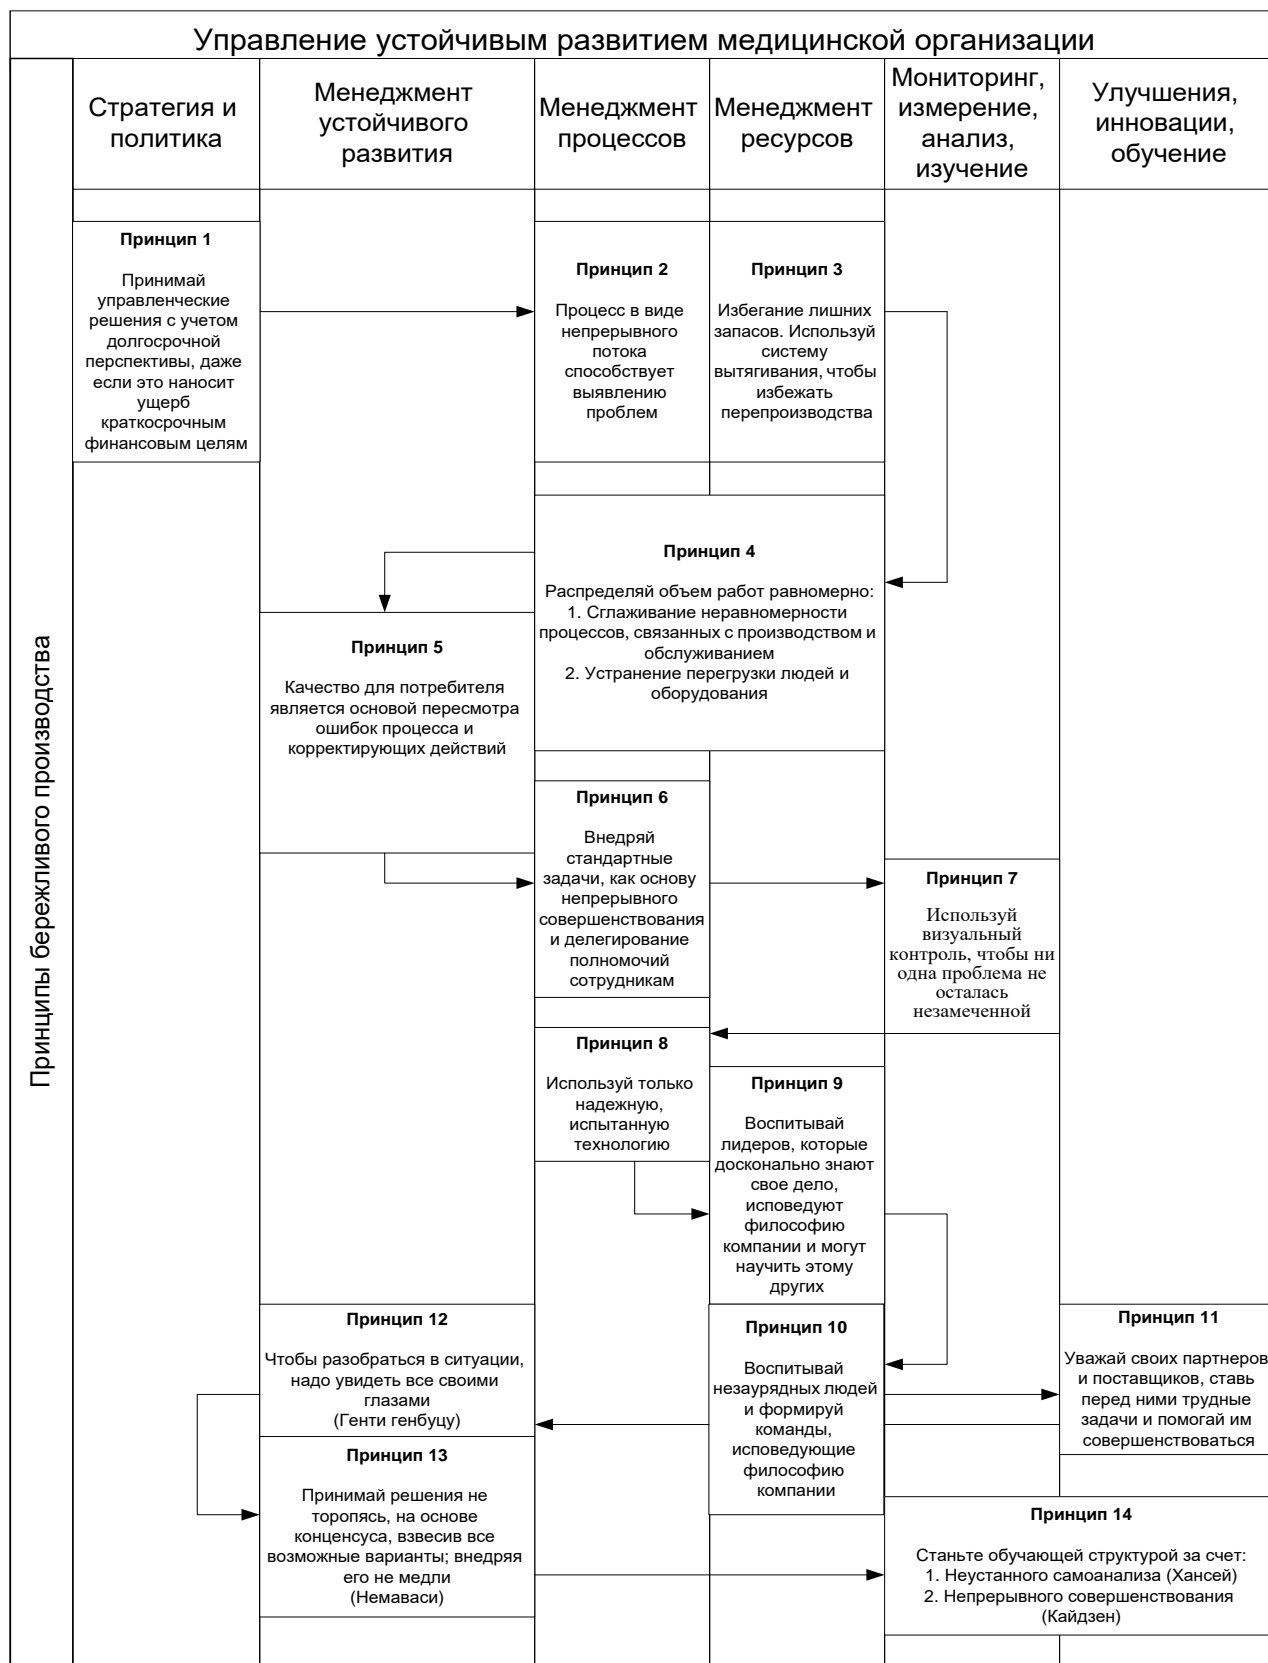 Управление устойчивым развитием медицинской организации
Принципы бережливого производства
Стратегия и
политика
Менеджмент
устойчивого
развития
Менеджмент
процессов
Менеджмент
ресурсов
Мониторинг,
измерение,
анализ,
изучение
Улучшения,
инновации,
обучение
Принцип 1
Принимай
управленческие
решения с учетом
долгосрочной
перспективы, даже
если это наносит
ущерб
краткосрочным
финансовым целям
Принцип 2
Процесс в виде
непрерывного
потока
способствует
выявлению
проблем
Принцип 3
Избегание лишних
запасов. Используй
систему
вытягивания, чтобы
избежать
перепроизводства
Принцип 4
Распределяй объем работ равномерно:
1. Сглаживание неравномерности
процессов, связанных с производством и
обслуживанием
2. Устранение перегрузки людей и
оборудования
Принцип 5
Качество для потребителя
является основой пересмотра
ошибок процесса и
корректирующих действий
Принцип 6
Внедряй
стандартные
задачи, как основу
непрерывного
совершенствования
и делегирование
полномочий
сотрудникам
Принцип 7
Используй
визуальный
контроль, чтобы ни
одна проблема не
осталась
незамеченной
Принцип 8
Используй только
надежную,
испытанную
технологию
Принцип 9
Воспитывай
лидеров, которые
досконально знают
свое дело,
исповедуют
философию
компании и могут
научить этому
других
Принцип 10
Воспитывай
незаурядных людей
и формируй
команды,
исповедующие
философию
компании
Принцип 11
Уважай своих партнеров
и поставщиков, ставь
перед ними трудные
задачи и помогай им
совершенствоваться
Принцип 12
Чтобы разобраться в ситуации,
надо увидеть все своими
глазами
(Генти генбуцу)
Принцип 13
Принимай решения не
торопясь, на основе
конценсуса, взвесив все
возможные варианты; внедряя
его не медли
(Немаваси)
Принцип 14
Станьте обучающей структурой за счет:
1. Неустанного самоанализа (Хансей)
2. Непрерывного совершенствования
(Кайдзен)